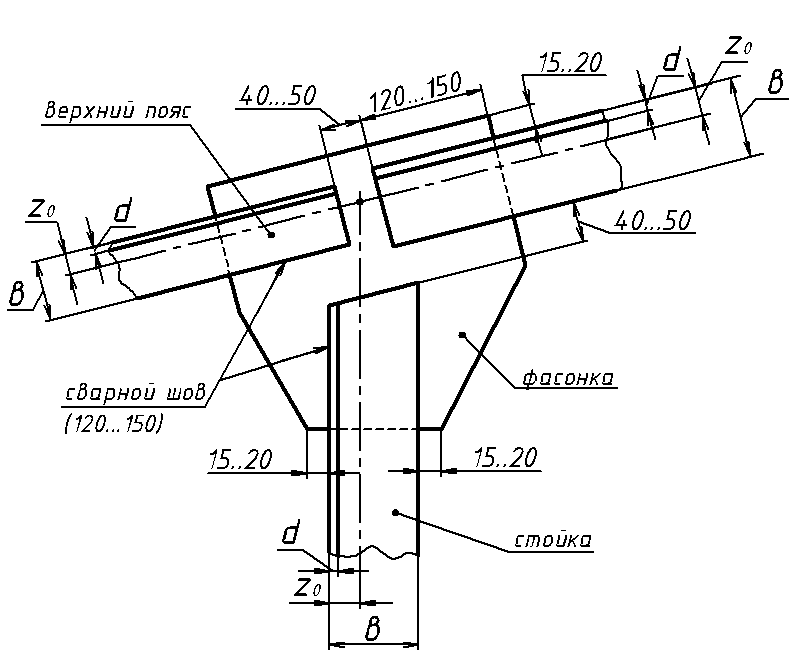 15..20
d
z₀
в
40...50
120...150
верхний пояс
z₀
d
в
40...50
сварной шов
(120...150)
фасонка
15..20
15..20
d
стойка
z₀
в